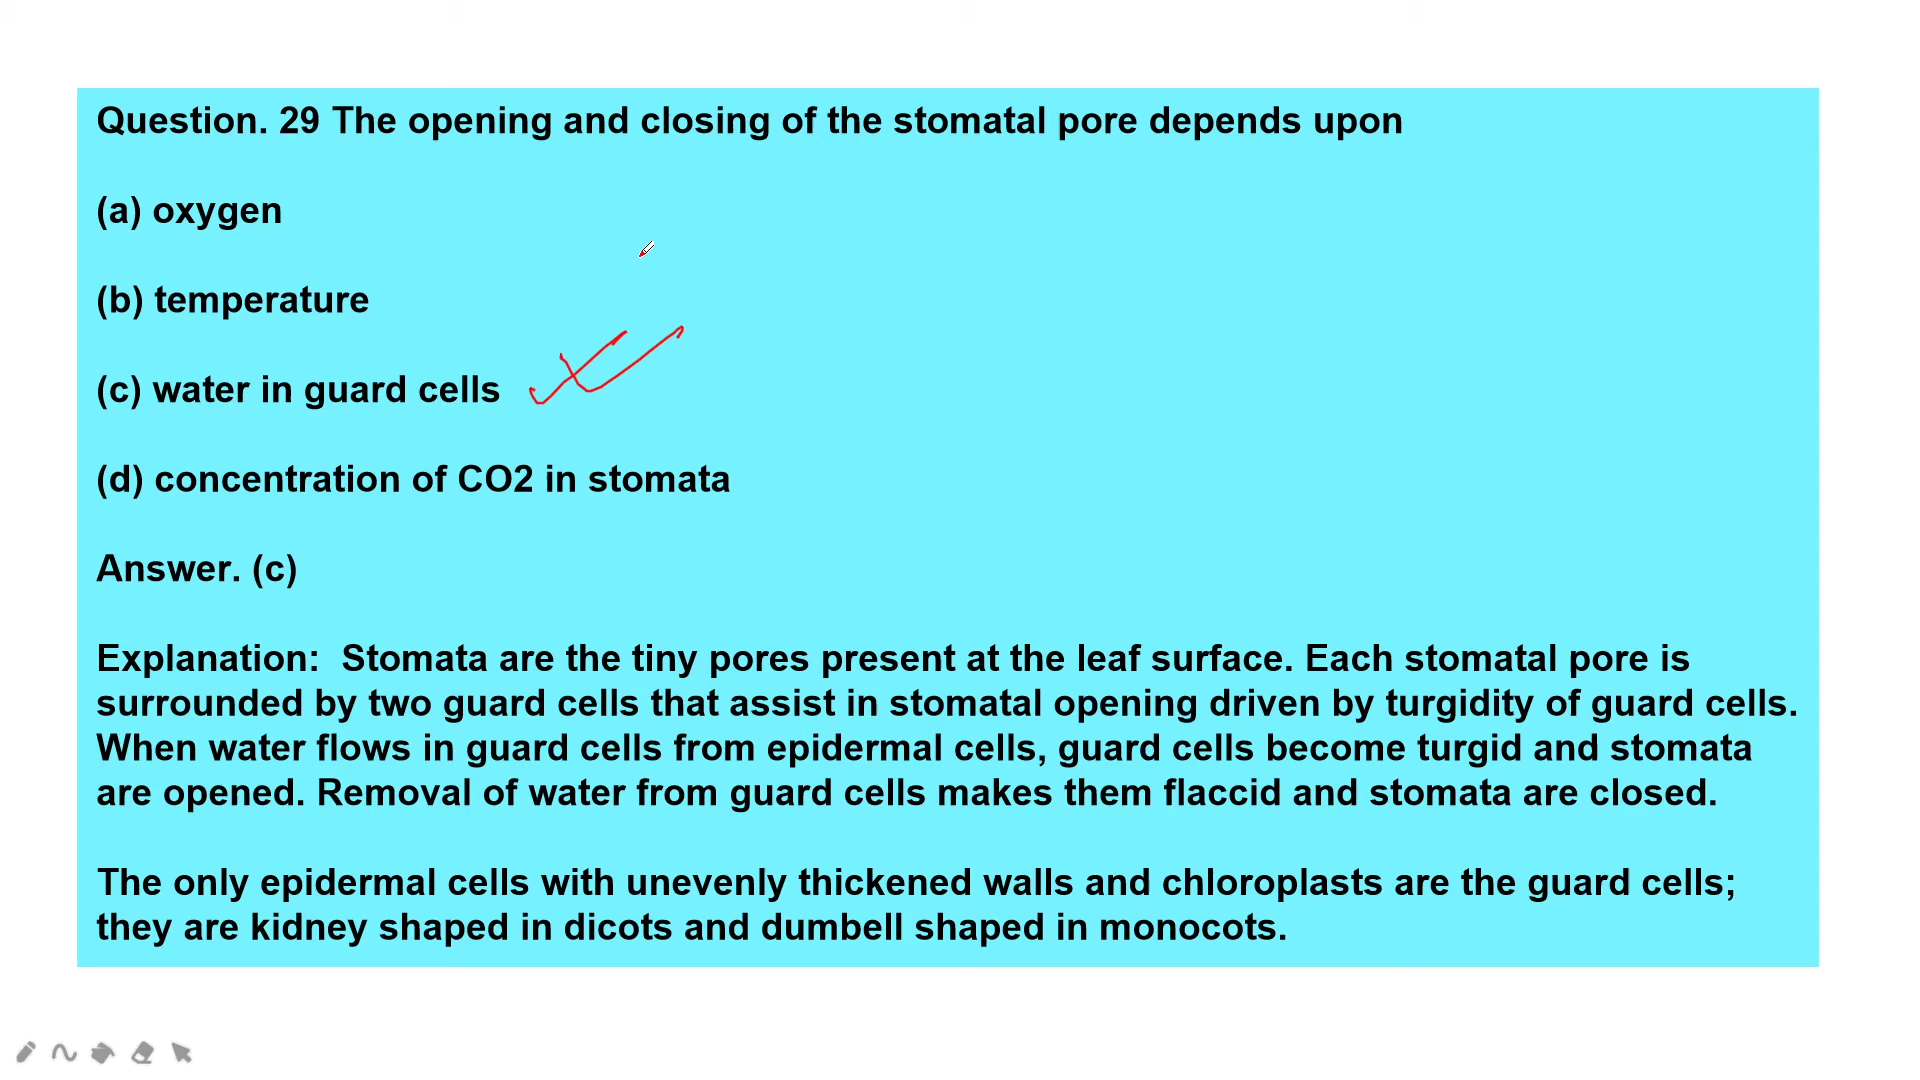 Question. 29 The opening and closing of the stomatal pore depends upon
(a) oxygen
(b) temperature
(c) water in guard cells
(d) concentration of CO2 in stomata
Answer. (c)
Explanation:  Stomata are the tiny pores present at the leaf surface. Each stomatal pore is
surrounded by two guard cells that assist in stomatal opening driven by turgidity of guard cells.
When water flows in guard cells from epidermal cells, guard cells become turgid and stomata
are opened. Removal of water from guard cells makes them flaccid and stomata are closed.
The only epidermal cells with unevenly thickened walls and chloroplasts are the guard cells;
they are kidney shaped in dicots and dumbell shaped in monocots.